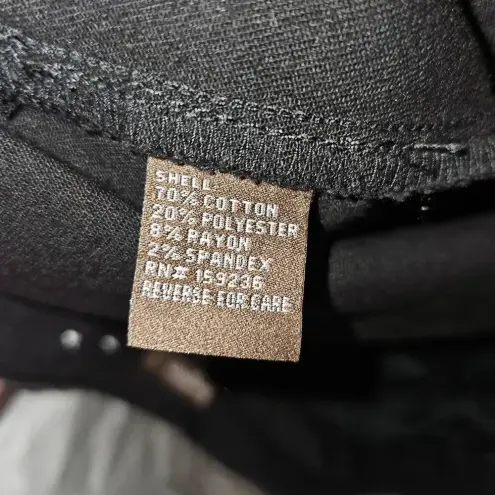 SHELL
70% COTTON
20% POLYESTER
8% RAYON
2% SPANDEX
RN# 159236
REVERSE FOR CARE